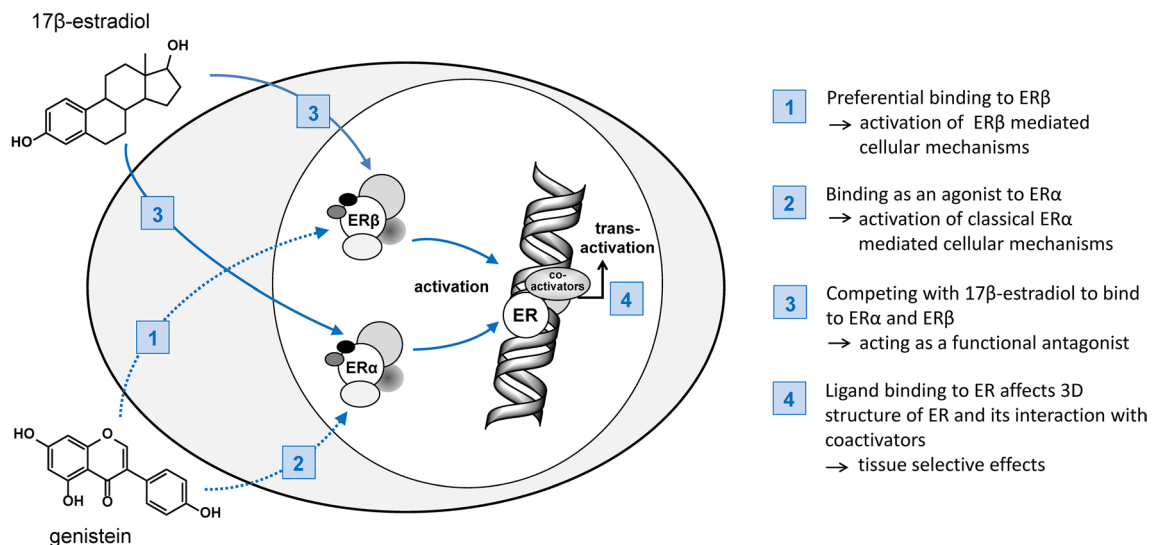 17β-estradiol
OH
HO
3
3
ERβ
1
activation
ERα
2
genistein
HO
O
OH
O
OH
trans-
activation
co-
activators
ER
4
1
Preferential binding to ERβ
→ activation of ERβ mediated
cellular mechanisms
2
Binding as an agonist to ERα
→ activation of classical ERα
mediated cellular mechanisms
3
Competing with 17β-estradiol to bind
to ERα and ERβ
→ acting as a functional antagonist
4
Ligand binding to ER affects 3D
structure of ER and its interaction with
coactivators
→ tissue selective effects